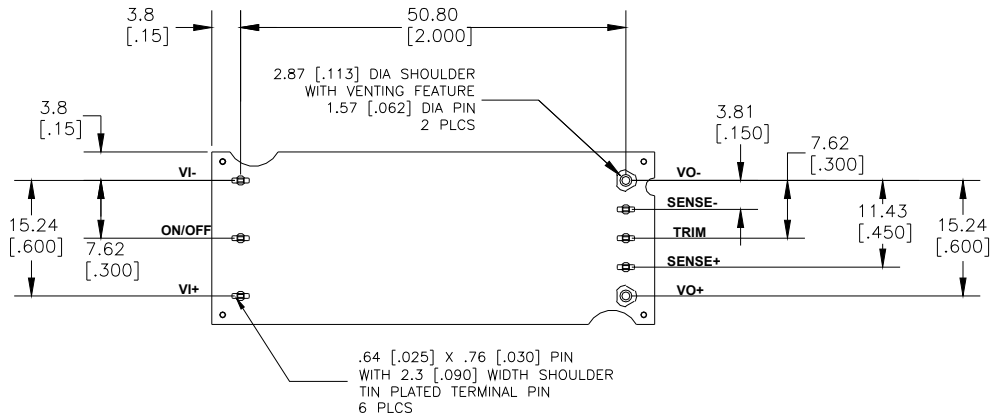 3.8
[.15]
50.80
[2.000]
2.87 [.113] DIA SHOULDER
WITH VENTING FEATURE
1.57 [.062] DIA PIN
2 PLCS
3.8
[.15]
3.81
[.150]
7.62
[.300]
VI-
VO-
SENSE-
15.24
[.600]
7.62
[.300]
ON/OFF
TRIM
11.43
[.450]
15.24
[.600]
SENSE+
VI+
VO+
.64 [.025] X .76 [.030] PIN
WITH 2.3 [.090] WIDTH SHOULDER
TIN PLATED TERMINAL PIN
6 PLCS